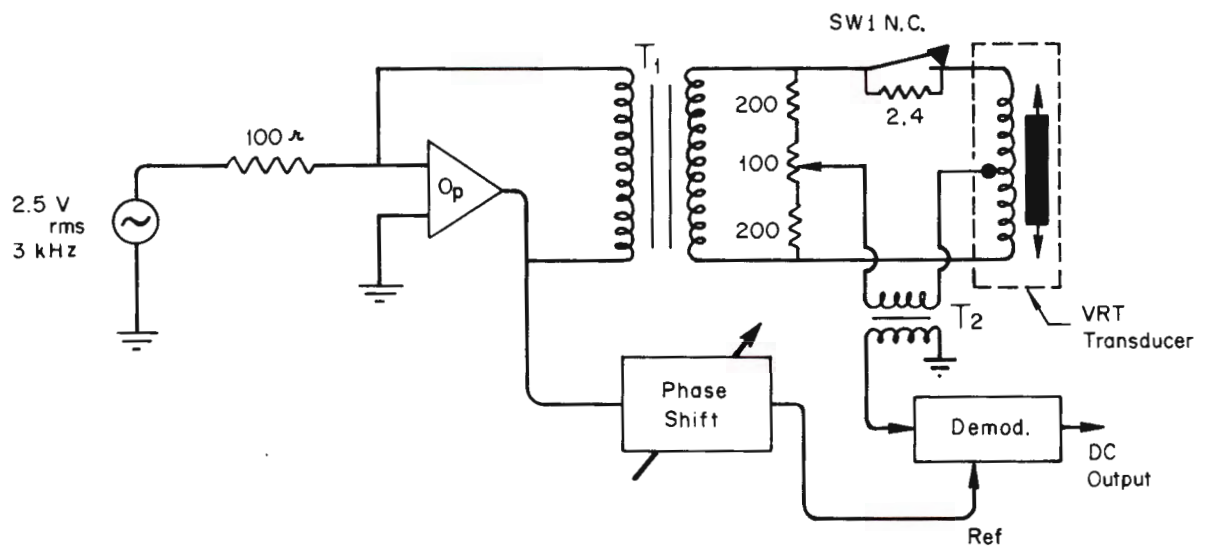 SW1 N.C.
T1
200
2.4
100 r
100
Op
2.5 V
rms
3 kHz
200
T2
VRT
Transducer
Phase
Shift
Demod.
DC
Output
Ref